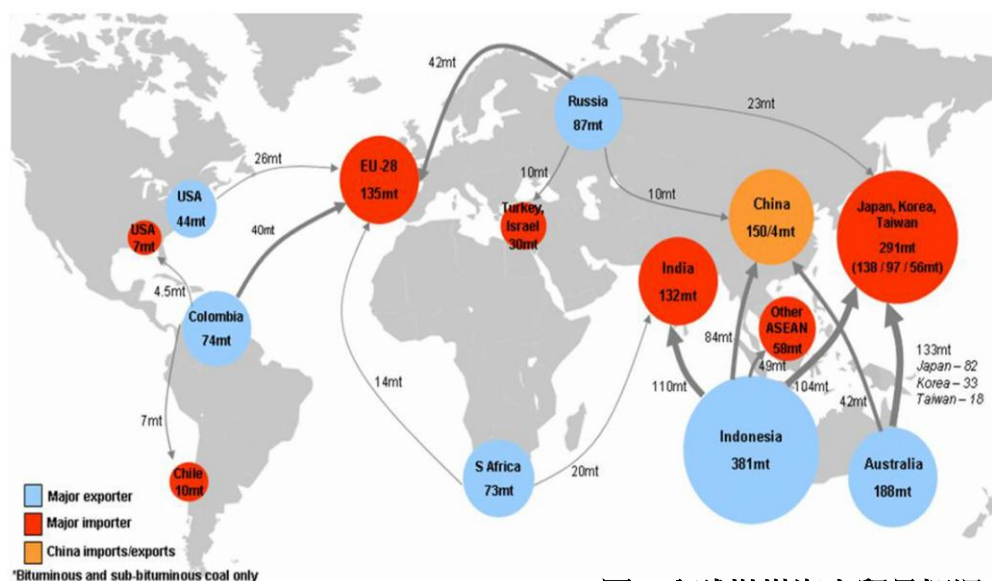 42mt
Russia
87mt
23mt
26mt
EU-28
135mt
USA
44mt
10mt
10mt
China
150/4mt
Japan, Korea,
Taiwan
291mt
(138 / 97 / 56mt)
Turkey,
Israel
30mt
USA
7mt
40mt
India
132mt
4.5mt
Colombia
74mt
Other
ASEAN
58mt
84mt
49mt
133mt
Japan – 82
Korea – 33
Taiwan – 18
14mt
110mt
104mt
42mt
7mt
Indonesia
381mt
S Africa
73mt
20mt
Australia
188mt
Chile
10mt
Major exporter
Major importer
China imports/exports
*Bituminous and sub-bituminous coal only